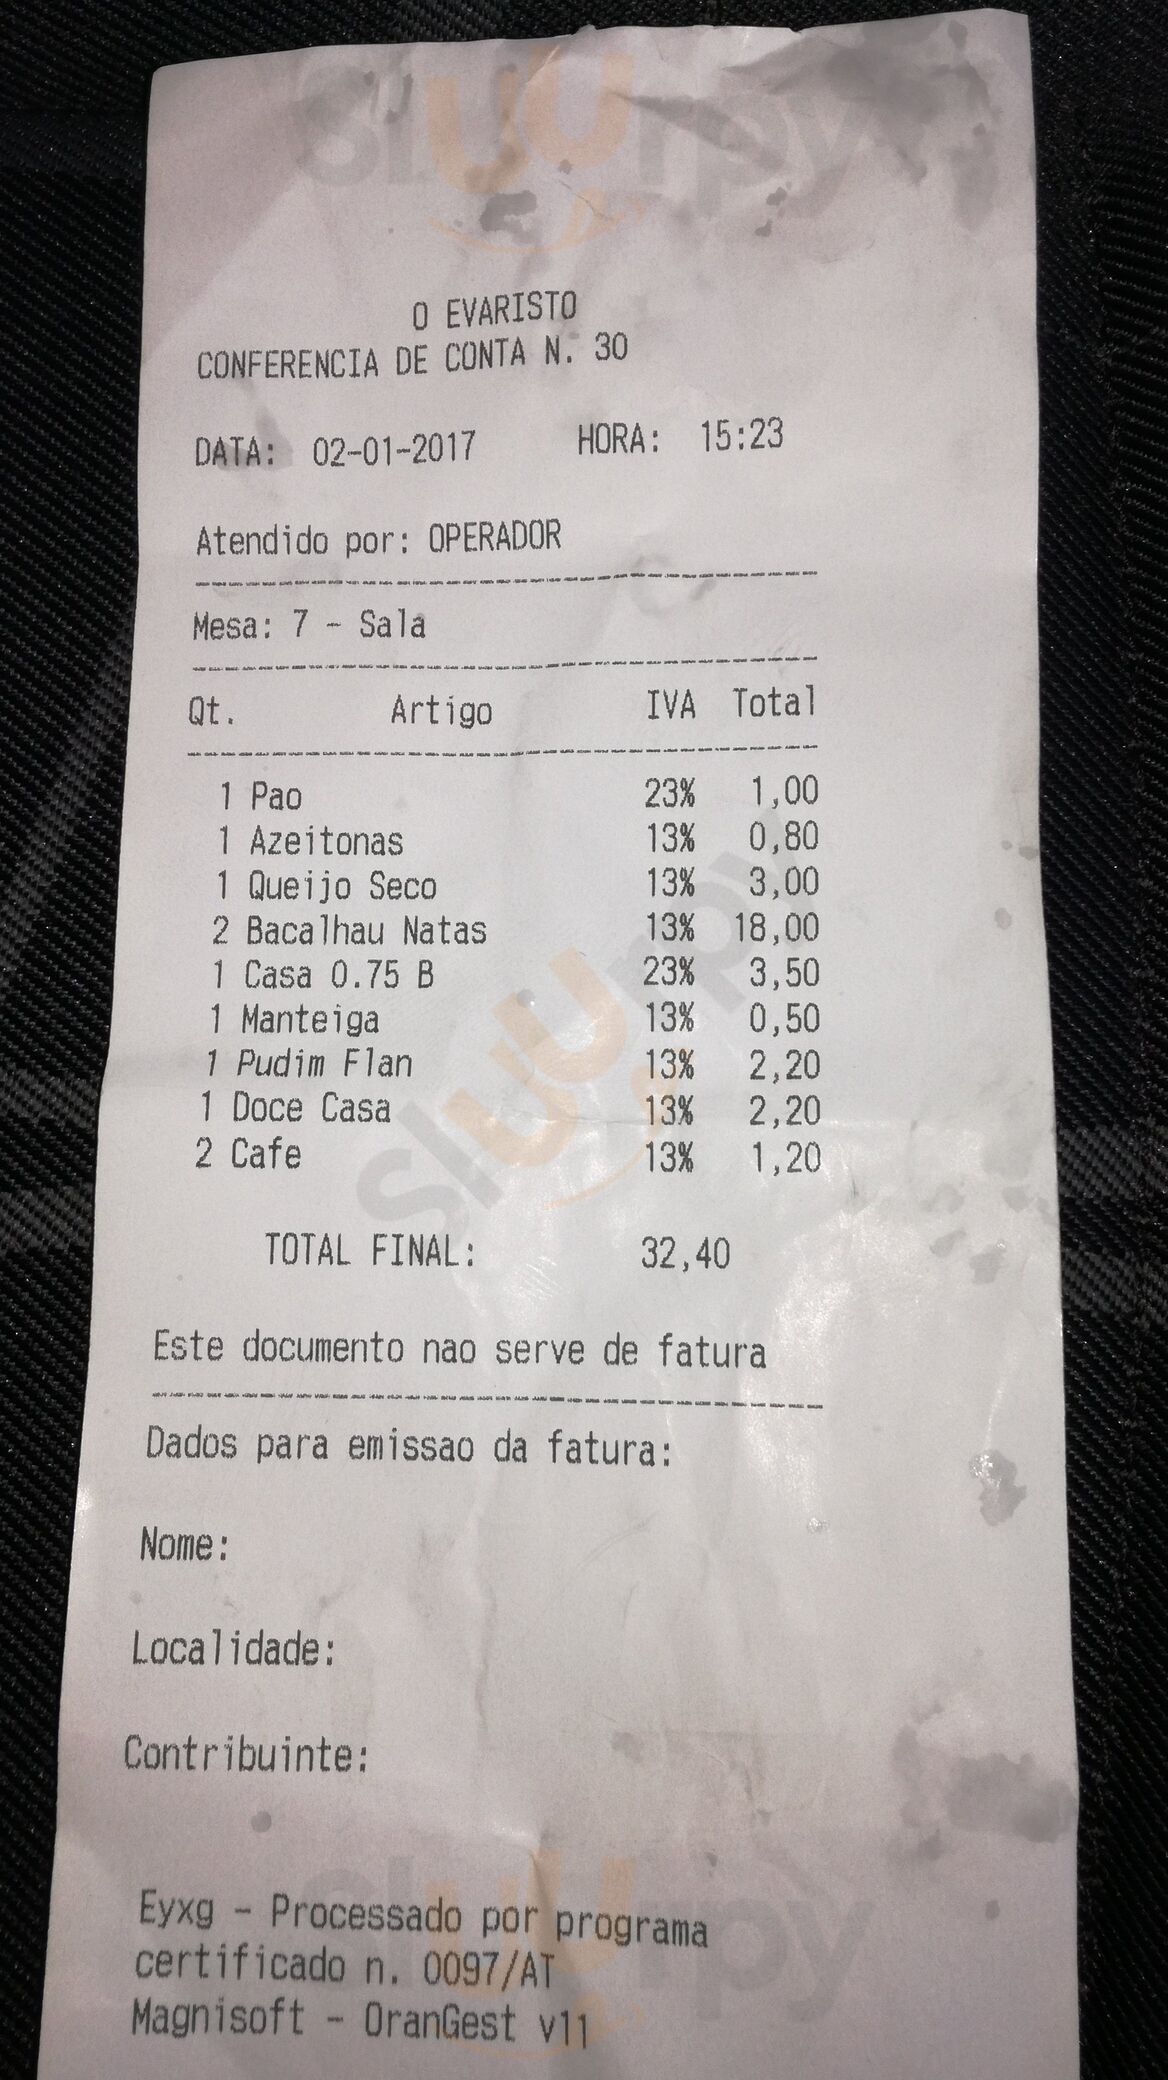 Sluurpy
O EVARISTO
CONFERENCIA DE CONTA N. 30
DATA: 02-01-2017 HORA: 15:23
Atendido por: OPERADOR
Mesa: 7 - Sala
Qt. Artigo IVA Total
1 Pao 23% 1,00
1 Azeitonas 13% 0,80
1 Queijo Seco 13% 3,00
2 Bacalhau Natas 13% 18,00
1 Casa 0.75 B 23% 3,50
1 Manteiga 13% 0,50
1 Pudim Flan 13% 2,20
1 Doce Casa 13% 2,20
2 Cafe 13% 1,20
Sluurpy
TOTAL FINAL: 32,40
Este documento nao serve de fatura
Dados para emissao da fatura:
Nome:
Localidade:
Contribuinte:
Eyxg - Processado por programa
certificado n. 0097/AT
Magnisoft - OranGest v11
Sluurpy